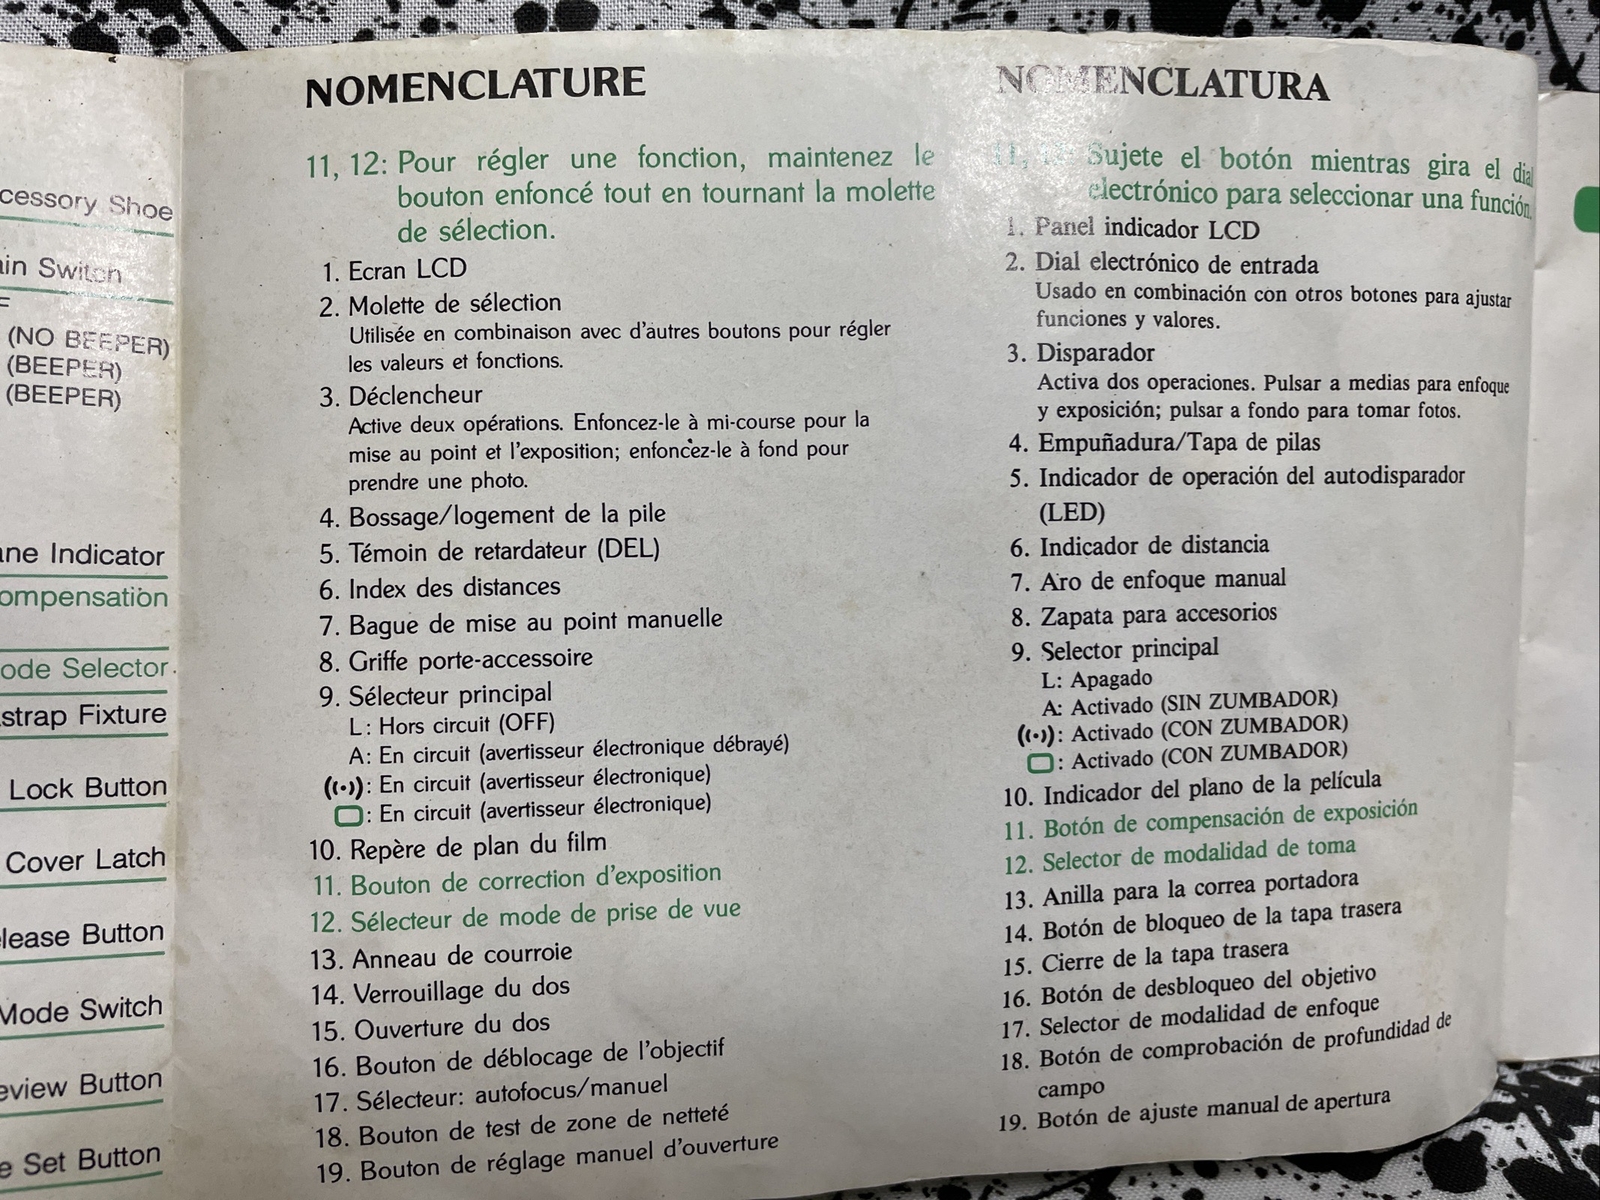 cessory Shoe
ain Switch
F
(NO BEEPER)
(BEEPER)
(BEEPER)
ane Indicator
ompensation
ode Selector
strap Fixture
Lock Button
Cover Latch
elease Button
Mode Switch
eview Button
e Set Button
NOMENCLATURE
11, 12: Pour régler une fonction, maintenez le
bouton enfoncé tout en tournant la molette
de sélection.
1. Ecran LCD
2. Molette de sélection
Utilisée en combinaison avec d'autres boutons pour régler
les valeurs et fonctions.
3. Déclencheur
Active deux opérations. Enfoncez-le à mi-course pour la
mise au point et l'exposition; enfoncez-le à fond pour
prendre une photo.
4. Bossage/logement de la pile
5. Témoin de retardateur (DEL)
6. Index des distances
7. Bague de mise au point manuelle
8. Griffe porte-accessoire
9. Sélecteur principal
L: Hors circuit (OFF)
A: En circuit (avertisseur électronique débrayé)
((•)): En circuit (avertisseur électronique)
▢: En circuit (avertisseur électronique)
10. Repère de plan du film
11. Bouton de correction d'exposition
12. Sélecteur de mode de prise de vue
13. Anneau de courroie
14. Verrouillage du dos
15. Ouverture du dos
16. Bouton de déblocage de l'objectif
17. Sélecteur: autofocus/manuel
18. Bouton de test de zone de netteté
19. Bouton de réglage manuel d'ouverture
NOMENCLATURA
11, 12: Sujete el botón mientras gira el dial
electrónico para seleccionar una función.
1. Panel indicador LCD
2. Dial electrónico de entrada
Usado en combinación con otros botones para ajustar
funciones y valores.
3. Disparador
Activa dos operaciones. Pulsar a medias para enfoque
y exposición; pulsar a fondo para tomar fotos.
4. Empuñadura/Tapa de pilas
5. Indicador de operación del autodisparador
(LED)
6. Indicador de distancia
7. Aro de enfoque manual
8. Zapata para accesorios
9. Selector principal
L: Apagado
A: Activado (SIN ZUMBADOR)
((•)): Activado (CON ZUMBADOR)
▢: Activado (CON ZUMBADOR)
10. Indicador del plano de la película
11. Botón de compensación de exposición
12. Selector de modalidad de toma
13. Anilla para la correa portadora
14. Botón de bloqueo de la tapa trasera
15. Cierre de la tapa trasera
16. Botón de desbloqueo del objetivo
17. Selector de modalidad de enfoque
18. Botón de comprobación de profundidad de
campo
19. Botón de ajuste manual de apertura